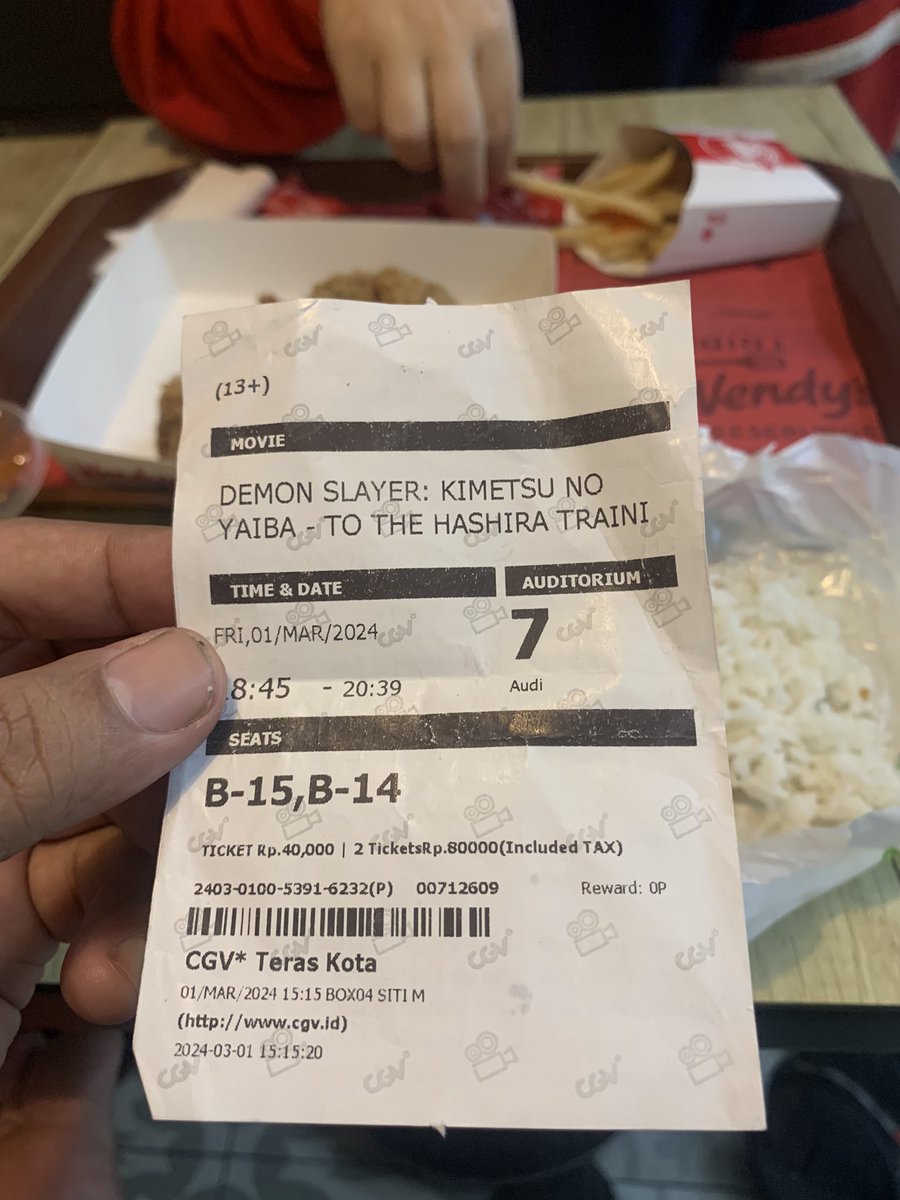 Wendy's
(13+)
MOVIE
DEMON SLAYER: KIMETSU NO
YAIBA - TO THE HASHIRA TRAINI
TIME & DATE
AUDITORIUM
FRI,01/MAR/2024
7
8:45 - 20:39
Audi
SEATS
B-15,B-14
TICKET Rp.40,000 | 2 TicketsRp.80000(Included TAX)
2403-0100-5391-6232(P) 00712609 Reward: 0P
CGV* Teras Kota
01/MAR/2024 15:15 BOX04 SITI M
(http://www.cgv.id)
2024-03-01 15:15:20